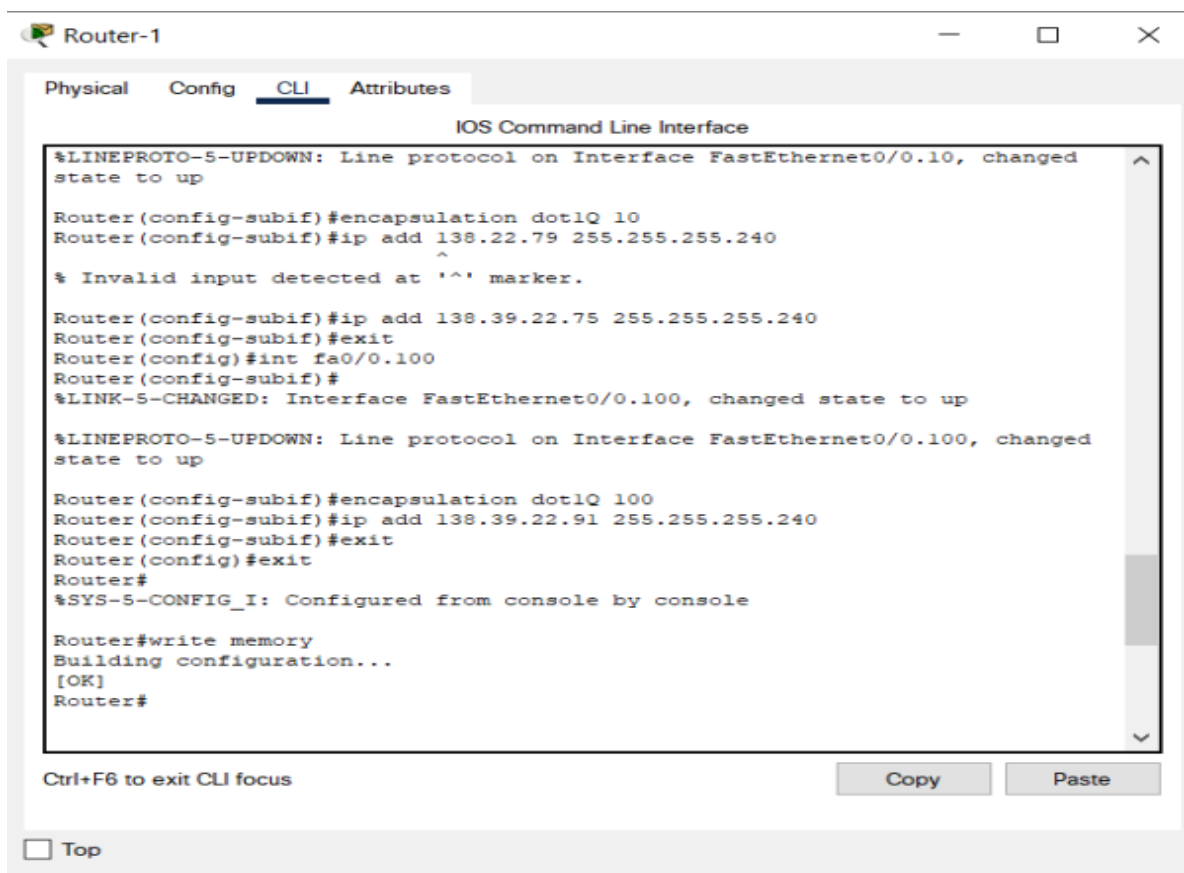 Router-1
Physical Config CLI Attributes
IOS Command Line Interface
%LINEPROTO-5-UPDOWN: Line protocol on Interface FastEthernet0/0.10, changed
state to up
Router(config-subif)#encapsulation dot1Q 10
Router(config-subif)#ip add 138.22.79 255.255.255.240
^
% Invalid input detected at '^' marker.
Router(config-subif)#ip add 138.39.22.75 255.255.255.240
Router(config-subif)#exit
Router(config)#int fa0/0.100
Router(config-subif)#
%LINK-5-CHANGED: Interface FastEthernet0/0.100, changed state to up
%LINEPROTO-5-UPDOWN: Line protocol on Interface FastEthernet0/0.100, changed
state to up
Router(config-subif)#encapsulation dot1Q 100
Router(config-subif)#ip add 138.39.22.91 255.255.255.240
Router(config-subif)#exit
Router(config)#exit
Router#
%SYS-5-CONFIG_I: Configured from console by console
Router#write memory
Building configuration...
[OK]
Router#
Ctrl+F6 to exit CLI focus Copy Paste
Top